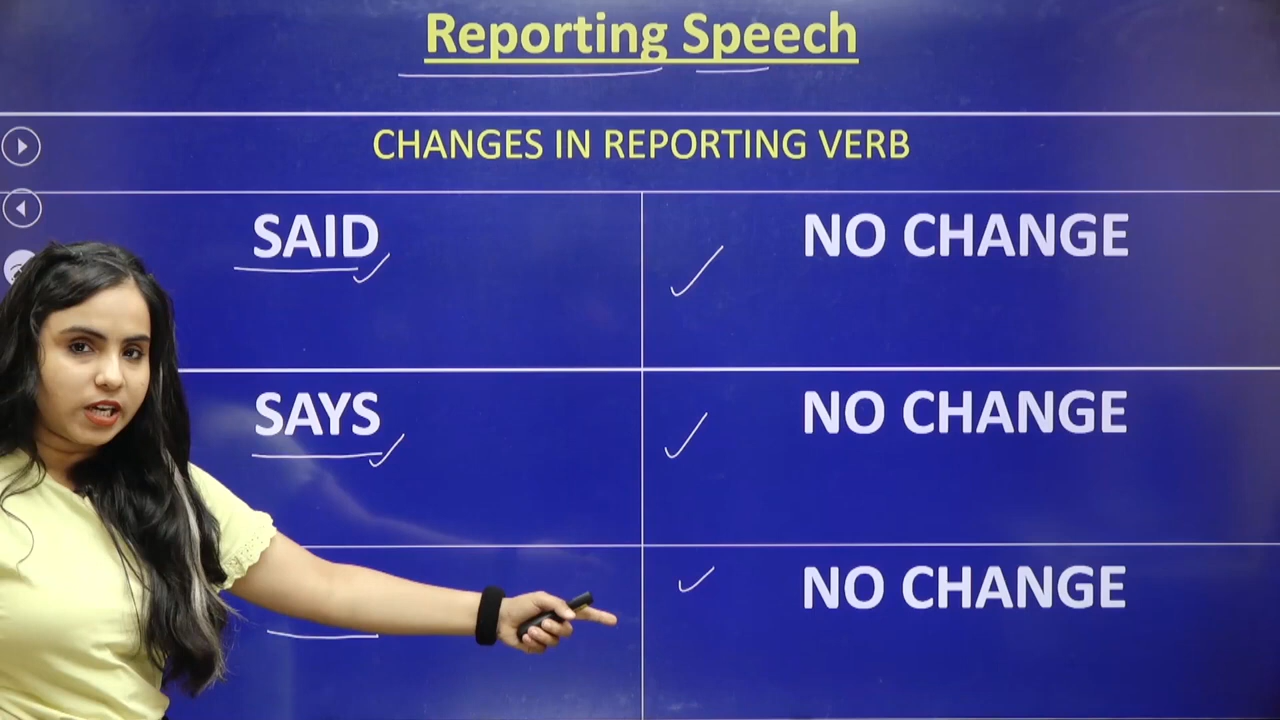 Reporting Speech
CHANGES IN REPORTING VERB
SAID NO CHANGE
SAYS NO CHANGE
NO CHANGE